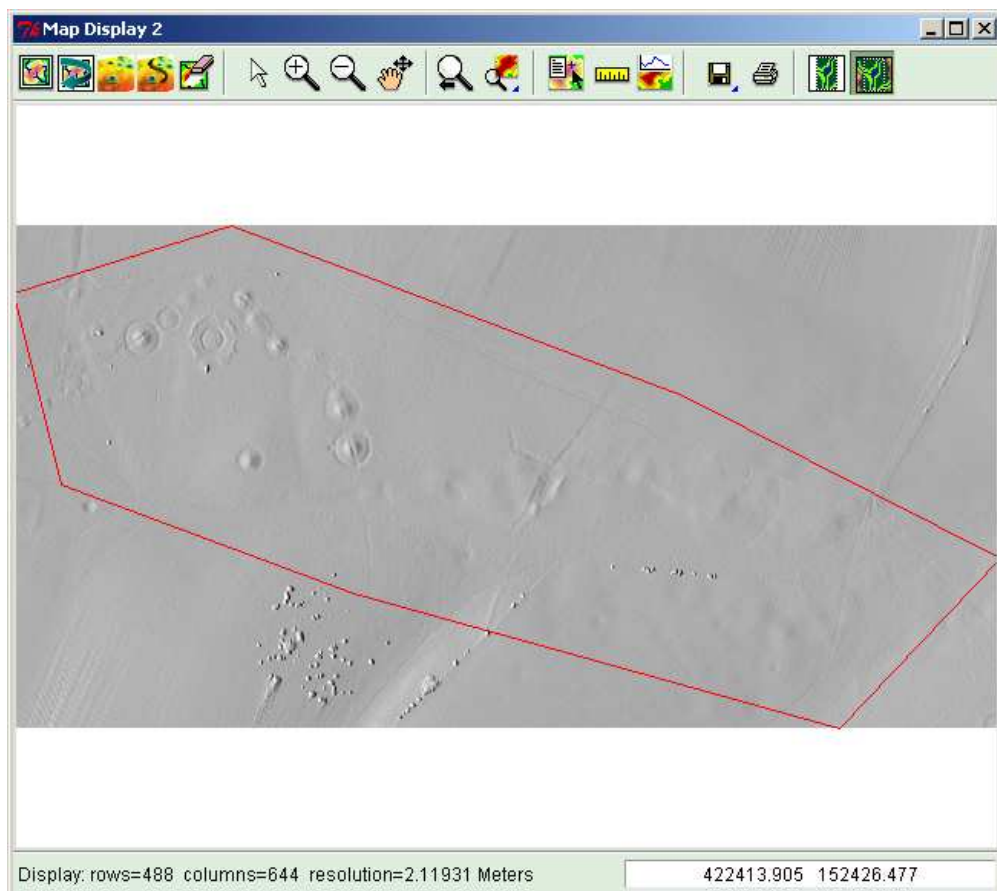 Map Display 2
Display: rows=488 columns=644 resolution=2.11931 Meters
422413.905 152426.477